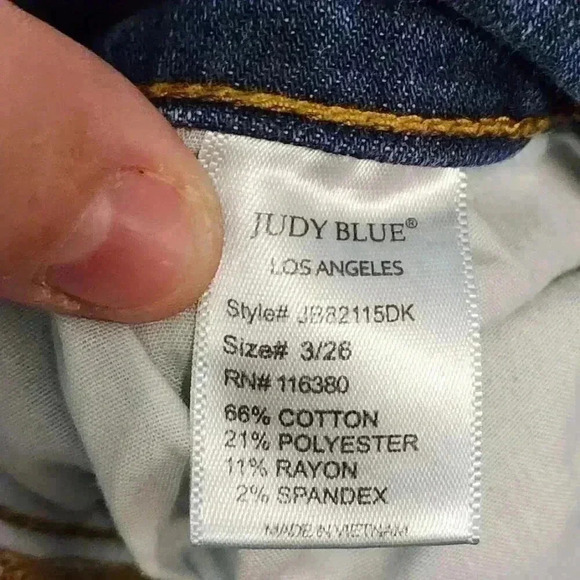 JUDY BLUE®
LOS ANGELES
Style# JB82115DK
Size# 3/26
RN# 116380
66% COTTON
21% POLYESTER
11% RAYON
2% SPANDEX
MADE IN VIETNAM